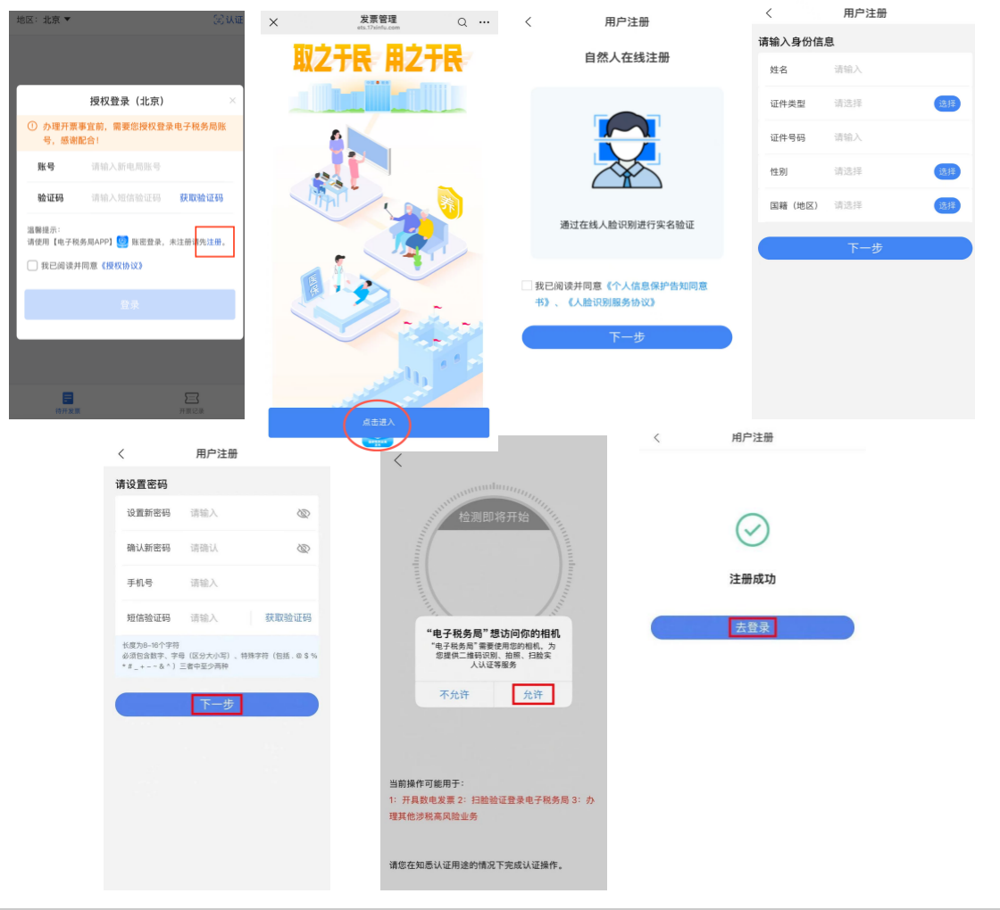 地区：北京 ▼
认证
授权登录（北京）
办理开票事宜前，需要您授权登录电子税务局账
号，感谢配合！
账号 请输入新电局账号
验证码 请输入短信验证码 获取验证码
温馨提示：
请使用【电子税务局APP】 账密登录，未注册请先注册。
我已阅读并同意《授权协议》
登录
待开发票 开票记录
发票管理
ets.17xinfu.com
取之于民 用之于民
养
医保
点击进入
用户注册
自然人在线注册
通过在线人脸识别进行实名验证
我已阅读并同意《个人信息保护告知同意
书》、《人脸识别服务协议》
下一步
用户注册
请输入身份信息
姓名 请输入
证件类型 请选择 选择
证件号码 请输入
性别 请选择 选择
国籍（地区） 请选择 选择
下一步
用户注册
请设置密码
设置新密码 请输入
确认新密码 请确认
手机号 请输入
短信验证码 请输入 获取验证码
长度为8-16个字符
必须包含数字、字母（区分大小写）、特殊字符（包括 . @ $ %
* # _ + - ~ & ^ ）三者中至少两种
下一步
检测即将开始
“电子税务局”想访问你的相机
“电子税务局”需要使用您的相机，为
您提供二维码识别、拍照、扫脸实
人认证等服务
不允许 允许
当前操作可能用于：
1：开具数电发票 2：扫脸验证登录电子税务局 3：办
理其他涉税高风险业务
请您在知悉认证用途的情况下完成认证操作。
用户注册
注册成功
去登录